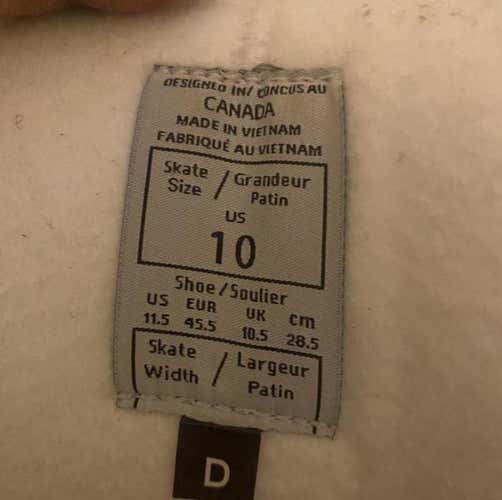 DESIGNED IN/ CONCUS AU
CANADA
MADE IN VIETNAM
FABRIQUÉ AU VIETNAM
Skate / Grandeur
Size Patin
US
10
Shoe / Soulier
US EUR UK cm
11.5 45.5 10.5 28.5
Skate / Largeur
Width Patin
D